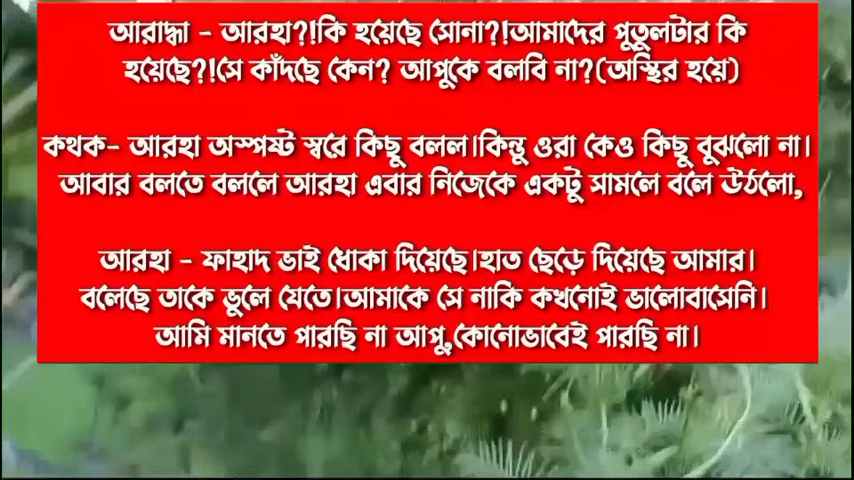 আরাদ্ধা - আরহা?!কি হয়েছে সোনা?!আমাদের পুতুলটার কি
হয়েছে?!সে কাঁদছে কেন? আপুকে বলবি না?(অস্থির হয়ে)
কথক- আরহা অস্পষ্ট স্বরে কিছু বলল।কিন্তু ওরা কেও কিছু বুঝলো না।
আবার বলতে বললে আরহা এবার নিজেকে একটু সামলে বলে উঠলো,
আরহা - ফাহাদ ভাই ধোকা দিয়েছে।হাত ছেড়ে দিয়েছে আমার।
বলেছে তাকে ভুলে যেতে।আমাকে সে নাকি কখনোই ভালোবাসেনি।
আমি মানতে পারছি না আপু,কোনোভাবেই পারছি না।